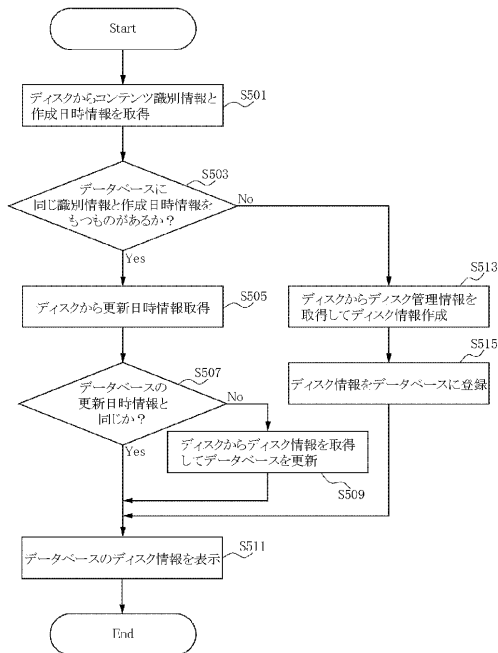 Start
ディスクからコンテンツ識別情報と
作成日時情報を取得
S501
データベースに
同じ識別情報と作成日時情報を
もつものがあるか?
S503
No
Yes
ディスクから更新日時情報取得
S505
ディスクからディスク管理情報を
取得してディスク情報作成
S513
ディスク情報をデータベースに登録
S515
データベースの
更新日時情報と
同じか?
S507
No
Yes
ディスクからディスク情報を取得
してデータベースを更新
S509
データベースのディスク情報を表示
S511
End